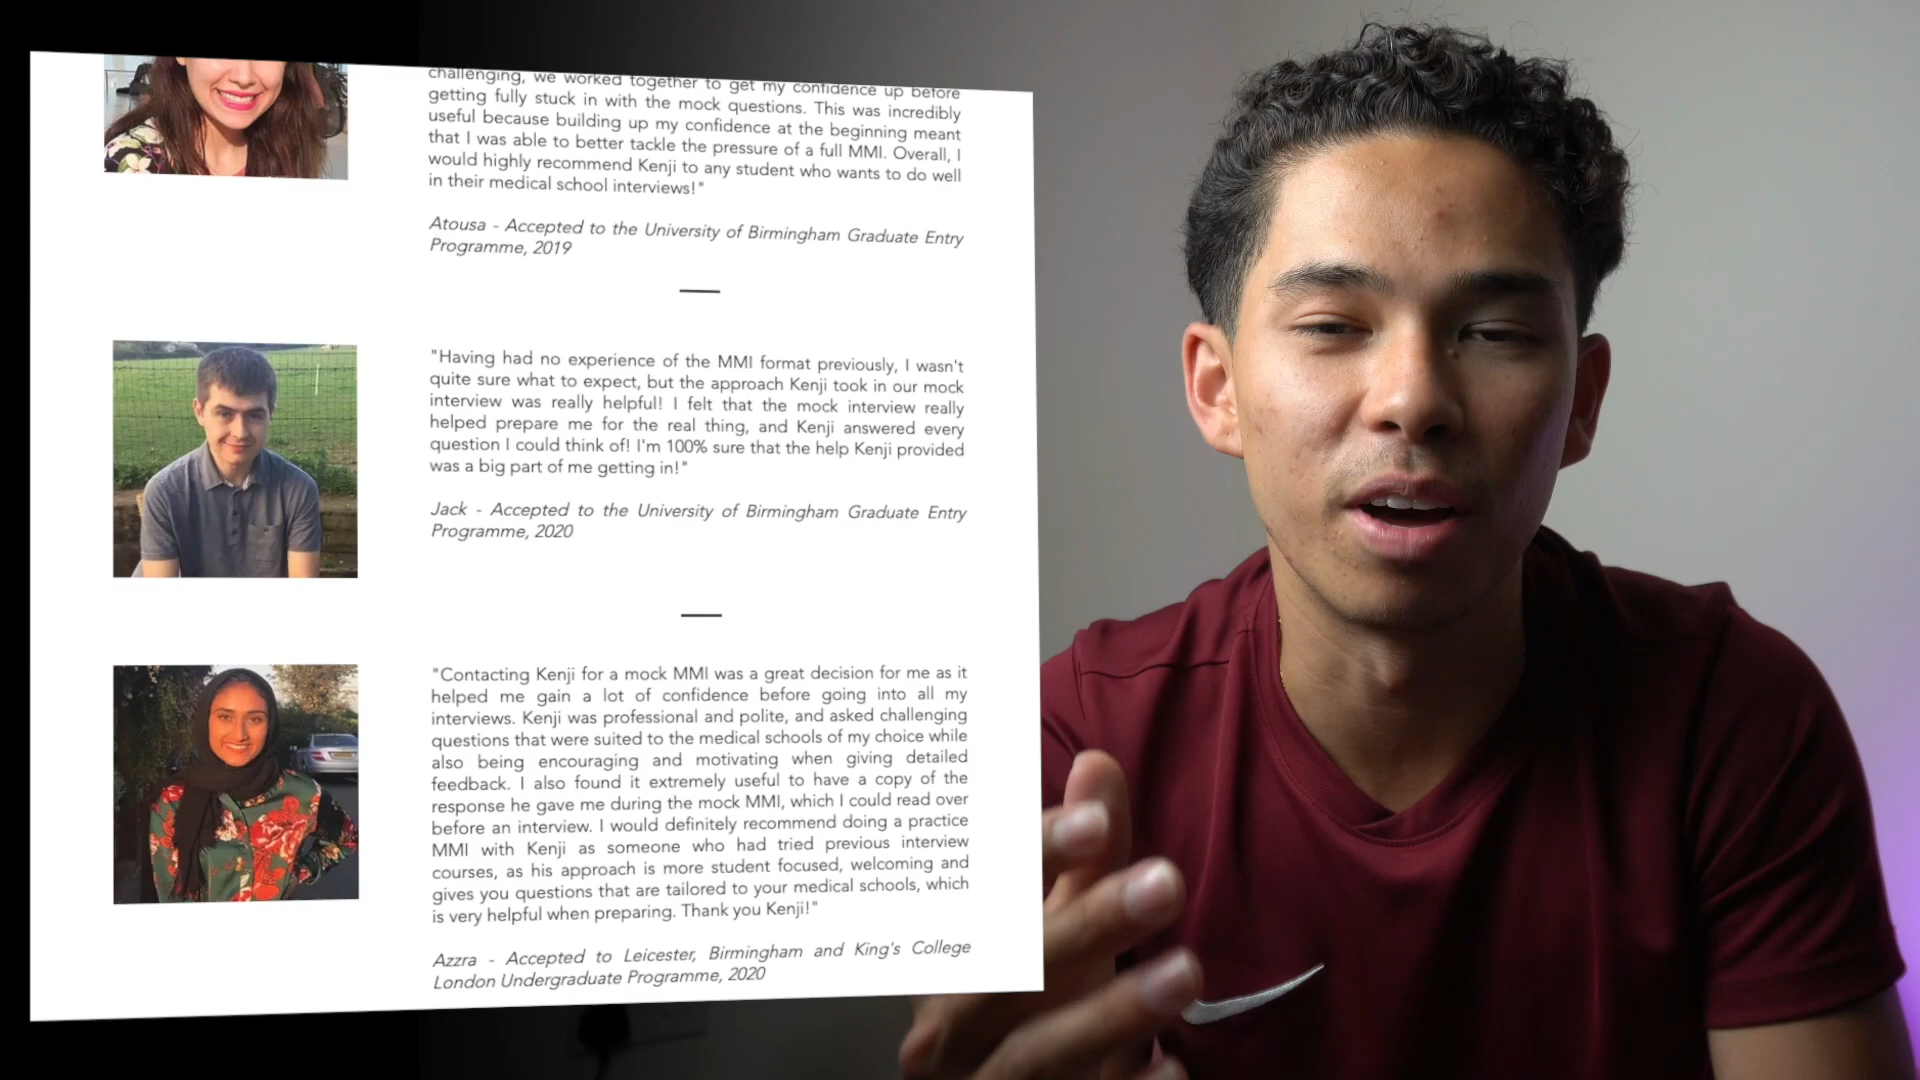 challenging, we worked together to get my confidence up before
getting fully stuck in with the mock questions. This was incredibly
useful because building up my confidence at the beginning meant
that I was able to better tackle the pressure of a full MMI. Overall, I
would highly recommend Kenji to any student who wants to do well
in their medical school interviews!"
Atousa - Accepted to the University of Birmingham Graduate Entry
Programme, 2019
"Having had no experience of the MMI format previously, I wasn't
quite sure what to expect, but the approach Kenji took in our mock
interview was really helpful! I felt that the mock interview really
helped prepare me for the real thing, and Kenji answered every
question I could think of! I'm 100% sure that the help Kenji provided
was a big part of me getting in!"
Jack - Accepted to the University of Birmingham Graduate Entry
Programme, 2020
"Contacting Kenji for a mock MMI was a great decision for me as it
helped me gain a lot of confidence before going into all my
interviews. Kenji was professional and polite, and asked challenging
questions that were suited to the medical schools of my choice while
also being encouraging and motivating when giving detailed
feedback. I also found it extremely useful to have a copy of the
response he gave me during the mock MMI, which I could read over
before an interview. I would definitely recommend doing a practice
MMI with Kenji as someone who had tried previous interview
courses, as his approach is more student focused, welcoming and
gives you questions that are tailored to your medical schools, which
is very helpful when preparing. Thank you Kenji!"
Azzra - Accepted to Leicester, Birmingham and King's College
London Undergraduate Programme, 2020